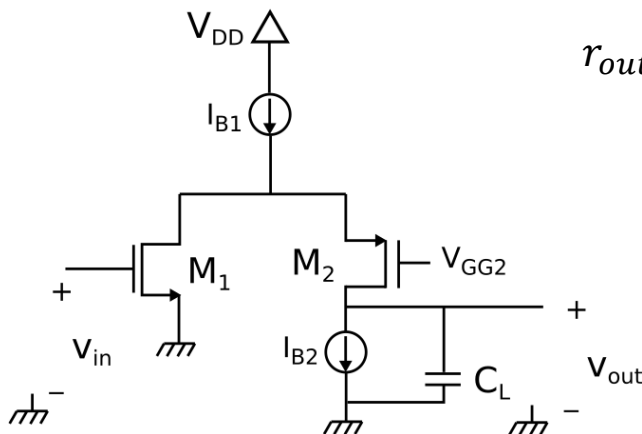 V_DD
r_out
I_B1
M_1
M_2
V_GG2
+
+
v_in
I_B2
C_L
v_out
-
-